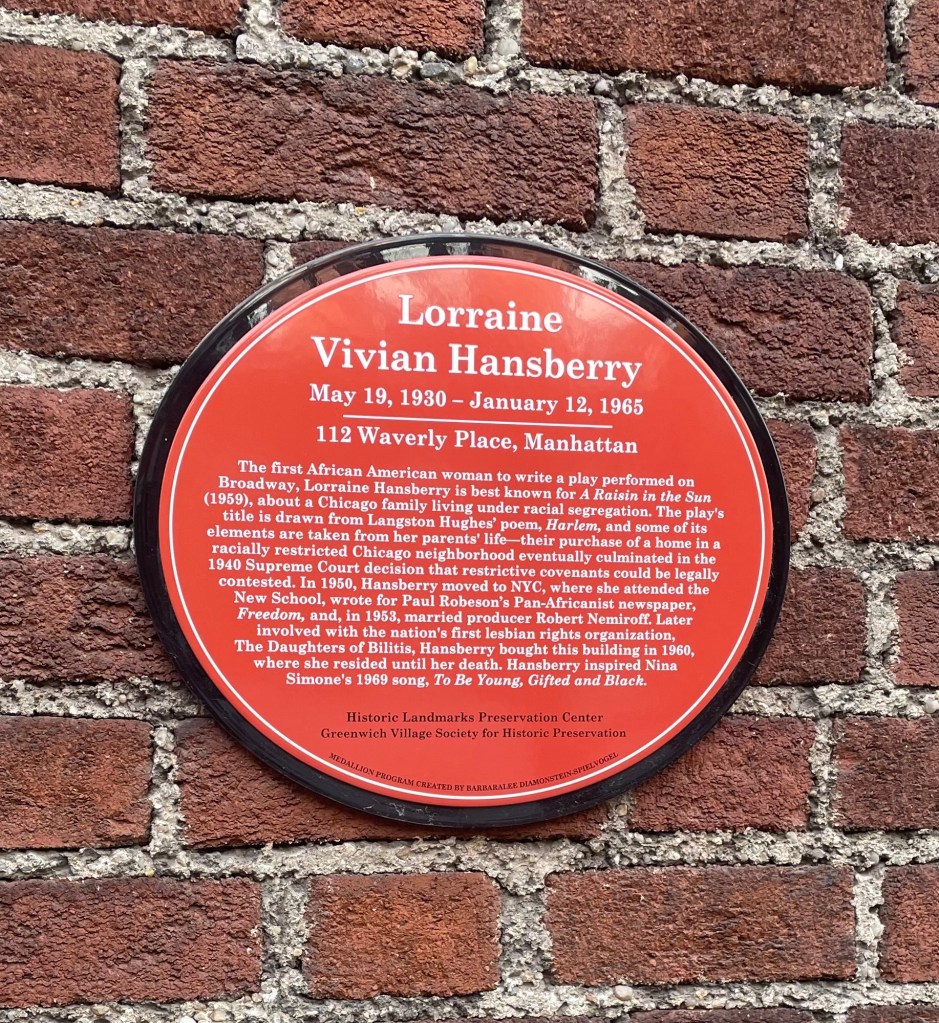 Lorraine
Vivian Hansberry
May 19, 1930 – January 12, 1965
112 Waverly Place, Manhattan
The first African American woman to write a play performed on
Broadway, Lorraine Hansberry is best known for A Raisin in the Sun
(1959), about a Chicago family living under racial segregation. The play's
title is drawn from Langston Hughes' poem, Harlem, and some of its
elements are taken from her parents' life—their purchase of a home in a
racially restricted Chicago neighborhood eventually culminated in the
1940 Supreme Court decision that restrictive covenants could be legally
contested. In 1950, Hansberry moved to NYC, where she attended the
New School, wrote for Paul Robeson's Pan-Africanist newspaper,
Freedom, and, in 1953, married producer Robert Nemiroff. Later
involved with the nation's first lesbian rights organization,
The Daughters of Bilitis, Hansberry bought this building in 1960,
where she resided until her death. Hansberry inspired Nina
Simone's 1969 song, To Be Young, Gifted and Black.
Historic Landmarks Preservation Center
Greenwich Village Society for Historic Preservation
MEDALLION PROGRAM CREATED BY BARBARALEE DIAMONSTEIN-SPIELVOGEL